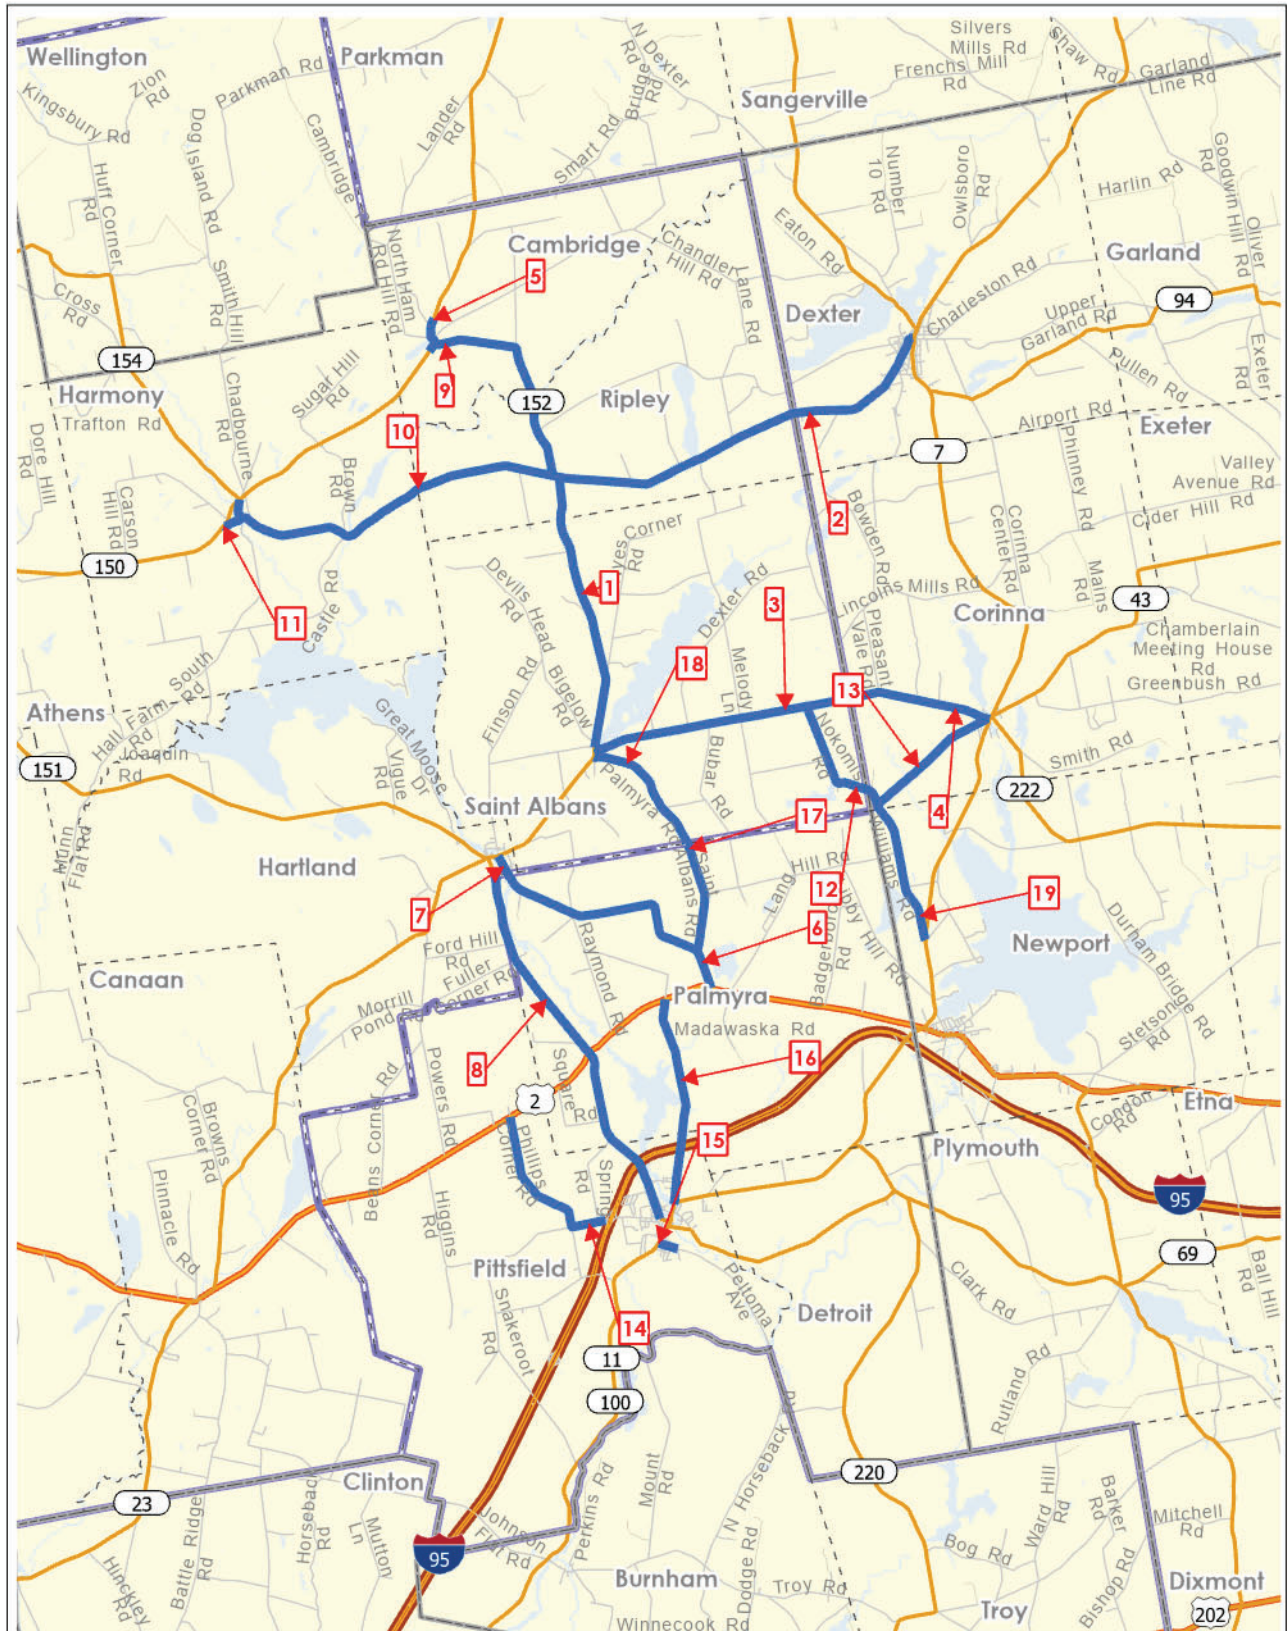 Wellington
Parkman
Silvers
Mills Rd
Shaw Rd
N Dexter
Rd
Zion
Rd
Parkman Rd
Frenchs Mill
Rd
Garland
Line Rd
Kingsbury Rd
Dog Island Rd
Cambridge
Lander
Rd
Bridge
Rd
Sangerville
Smart Rd
Huff Corner
Rd
Number
10 Rd
Owlsboro
Rd
Goodwin Hill
Rd
Harlin Rd
North Ham
Rd Hill Rd
Cambridge
Chandler
Hill Rd
Eaton Rd
Oliver
Garland
Smith Hill
Rd
5
Lane Rd
Charleston Rd
Cross
Rd
Dexter
Upper
Garland Rd
94
154
Sugar Hill
Rd
Exeter
Rd
Pullen Rd
Harmony
Trafton Rd
Chadbourne
9
152
Ripley
Airport Rd
Exeter
10
Dore Hill
Rd
7
Phinney Rd
Valley
Avenue Rd
Brown
Rd
Carson
Hill Rd
2
Bowden Rd
Cider Hill Rd
Corner
Rd
Corinna
Center Rd
150
Devils Head
Rd
1
Dexter Rd
Lincolns Mills Rd
Mains
Rd
43
11
Castle Rd
3
Corinna
Pleasant
Vale Rd
Chamberlain
Meeting House
Rd
18
Melody
Ln
13
Greenbush Rd
Hall Farm South
Rd
Bigelow
Rd
Finson Rd
Athens
Great Moose
Dr
Joaquin
Rd
Nokomis
Rd
Smith Rd
151
Vigue
Rd
Bubar
Rd
Palmyra Rd
222
Saint Albans
17
4
Munn
Flat Rd
Williams Rd
Hartland
Saint
Albans Rd
Lang Hill Rd
12
19
7
6
Raymond Rd
Ford Hill
Rd
Badgerboro
Rd
Libby Hill Rd
Durham Bridge Rd
Newport
Canaan
Fuller
Corner Rd
Morrill
Pond Rd
Palmyra
Stetson
Rd
Madawaska Rd
8
16
Powers Rd
Square
Rd
Beans Corner Rd
2
Browns
Corner Rd
Condon
Rd
Etna
Phillips
Corner Rd
15
Plymouth
Spring
Rd
Pinnacle Rd
Higgins
Rd
95
69
Pittsfield
Peltoma
Ave
Clark Rd
Ball Hill
Rd
Snakeroot
Rd
Detroit
14
11
Rutland Rd
100
N Horseback Rd
Mount
Rd
Clinton
220
Ward Hill
Rd
Barker
Rd
23
Battle Ridge
Rd
Horseback
Rd
Mutton
Ln
Johnson
Flat Rd
Perkins Rd
Mitchell
Rd
95
Bog Rd
Dodge Rd
Hinckley
Rd
Burnham
Troy Rd
Bishop Rd
Dixmont
Winnecook Rd
Troy
202